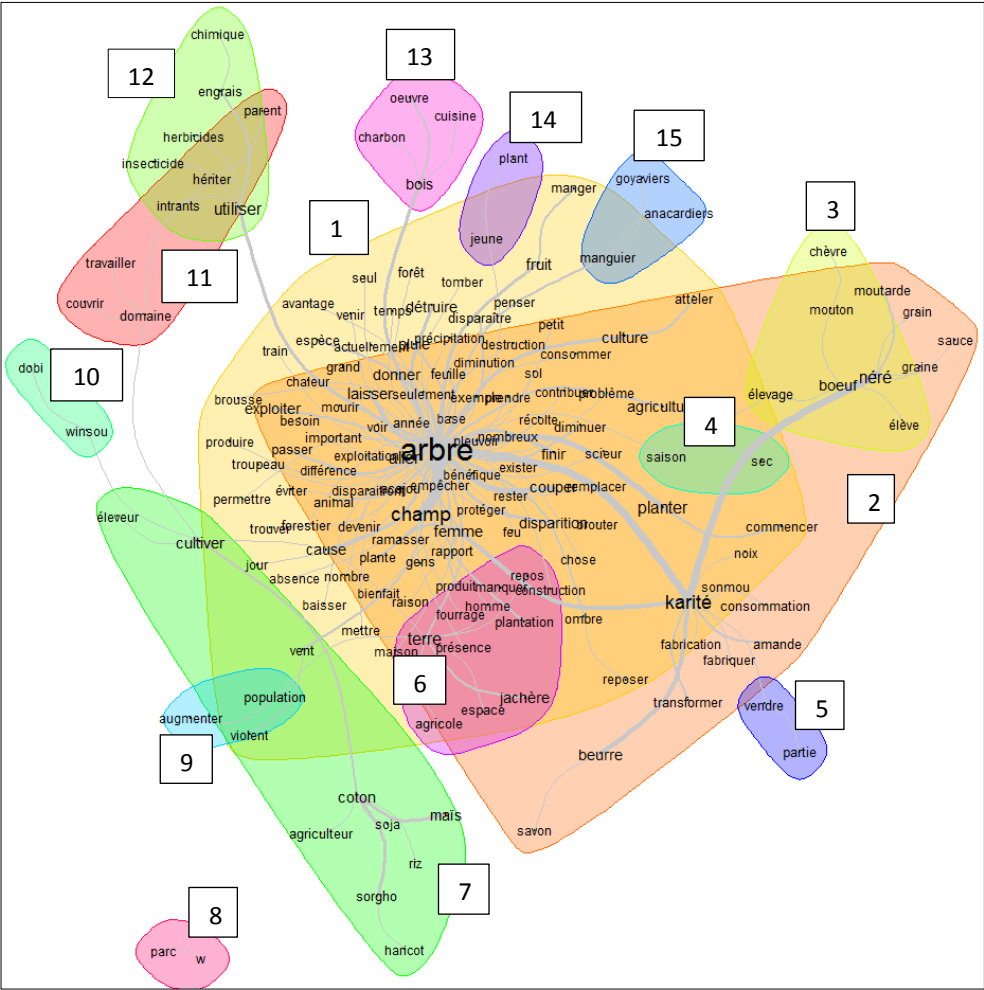 chimique
12
13
engrais
oeuvre
parent
cuisine
14
charbon
herbicides
15
insecticide
plant
hériter
goyaviers
bois
manger
intrants
utiliser
anacardiers
3
1
jeune
chèvre
manguier
travailler
11
fruit
moutarde
forêt
seul
tomber
couvrir
atteler
mouton
grain
avantage
penser
domaine
venir
temps
détruire
disparaître
petit
sauce
espèce
précipitation
culture
actuellement
pluie
destruction
train
consommer
10
dobi
grand
diminution
graine
donner
feuille
sol
néré
chaleur
boeuf
brousse
laisser
seulement
exemple
prendre
contribuer
problème
élevage
exploiter
mourir
agricultu
besoin
base
récolte
voir
année
diminuer
élève
winsou
4
important
pleuvoir
nombreux
produire
passer
arbre
exploitation
aller
finir
scieur
saison
sec
troupeau
différence
bénéfique
exister
éviter
disparaitront
acajou
empêcher
couper
remplacer
permettre
animal
rester
2
planter
éleveur
champ
protéger
trouver
forestier
devenir
disparition
brouter
commencer
femme
feu
cultiver
ramasser
cause
rapport
noix
plante
gens
chose
jour
absence
nombre
repos
produit
manquer
construction
sonmou
bienfait
baisser
raison
homme
karité
consommation
fourrage
plantation
ombre
mettre
terre
vent
maison
présence
fabrication
amande
fabriquer
6
reposer
population
jachère
transformer
vendre
5
augmenter
espace
agricole
violent
partie
9
beurre
coton
maïs
soja
agriculteur
savon
riz
7
sorgho
8
parc
w
haricot